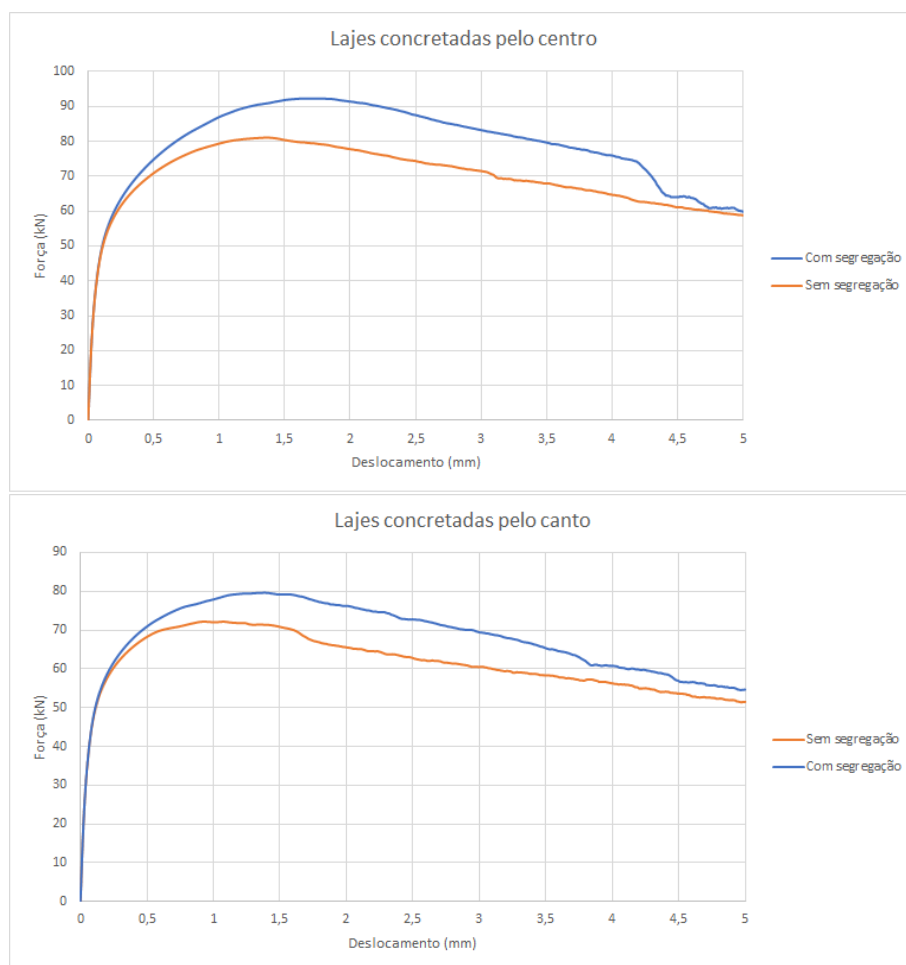 Lajes concretadas pelo centro
100
90
80
70
60
50
40
30
20
10
0
Força (kN)
0 0,5 1 1,5 2 2,5 3 3,5 4 4,5 5
Deslocamento (mm)
Com segregação
Sem segregação
Lajes concretadas pelo canto
90
80
70
60
50
40
30
20
10
0
Força (kN)
0 0,5 1 1,5 2 2,5 3 3,5 4 4,5 5
Deslocamento (mm)
Sem segregação
Com segregação